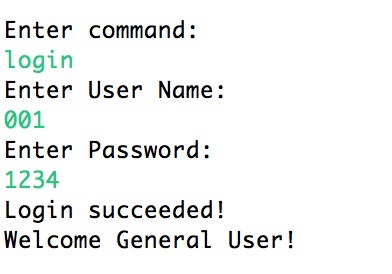 Enter command:
login
Enter User Name:
001
Enter Password:
1234
Login succeeded!
Welcome General User!